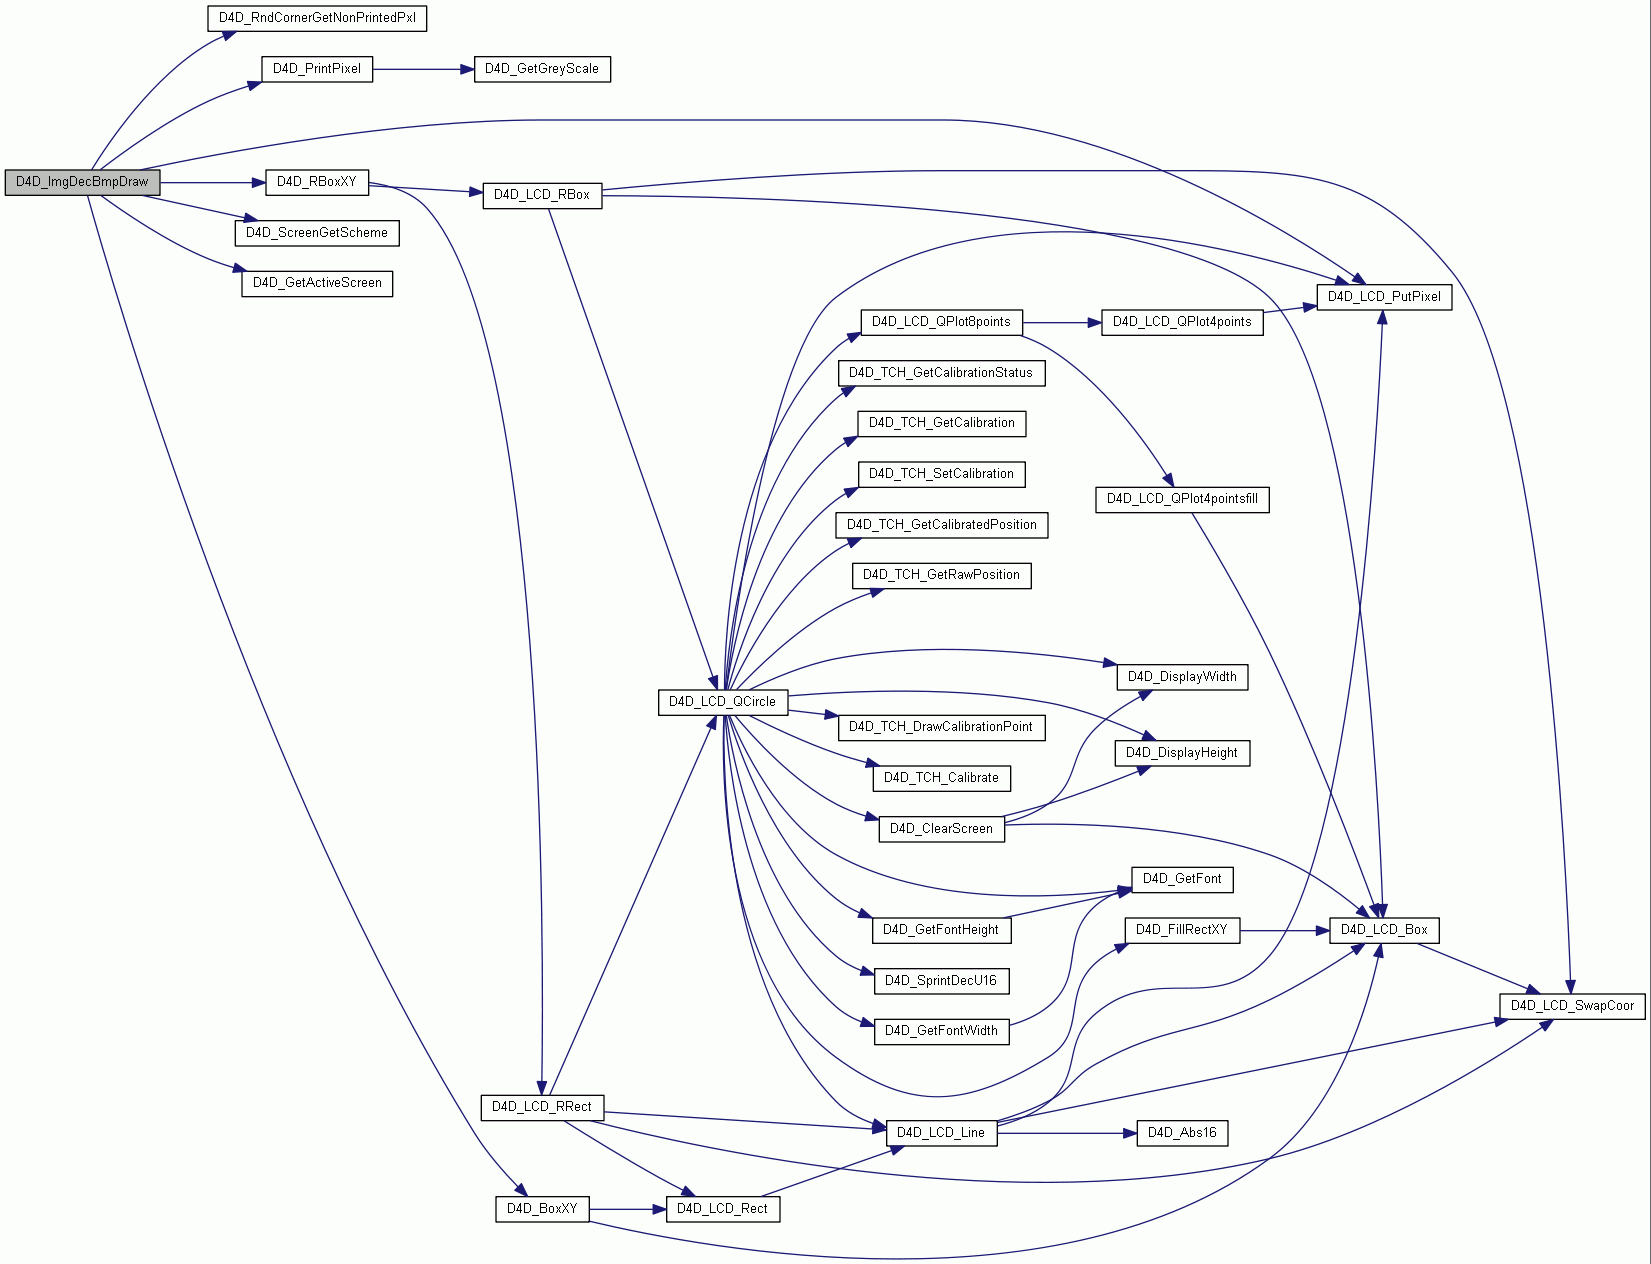 D4D_RndCornerGetNonPrintedPxl
D4D_PrintPixel
D4D_GetGreyScale
D4D_ImgDecBmpDraw
D4D_RBoxXY
D4D_LCD_RBox
D4D_ScreenGetScheme
D4D_GetActiveScreen
D4D_LCD_PutPixel
D4D_LCD_QPlot8points
D4D_LCD_QPlot4points
D4D_TCH_GetCalibrationStatus
D4D_TCH_GetCalibration
D4D_TCH_SetCalibration
D4D_LCD_QPlot4pointsfill
D4D_TCH_GetCalibratedPosition
D4D_TCH_GetRawPosition
D4D_DisplayWidth
D4D_LCD_QCircle
D4D_TCH_DrawCalibrationPoint
D4D_DisplayHeight
D4D_TCH_Calibrate
D4D_ClearScreen
D4D_GetFont
D4D_GetFontHeight
D4D_FillRectXY
D4D_LCD_Box
D4D_SprintDecU16
D4D_LCD_SwapCoor
D4D_GetFontWidth
D4D_LCD_RRect
D4D_LCD_Line
D4D_Abs16
D4D_BoxXY
D4D_LCD_Rect